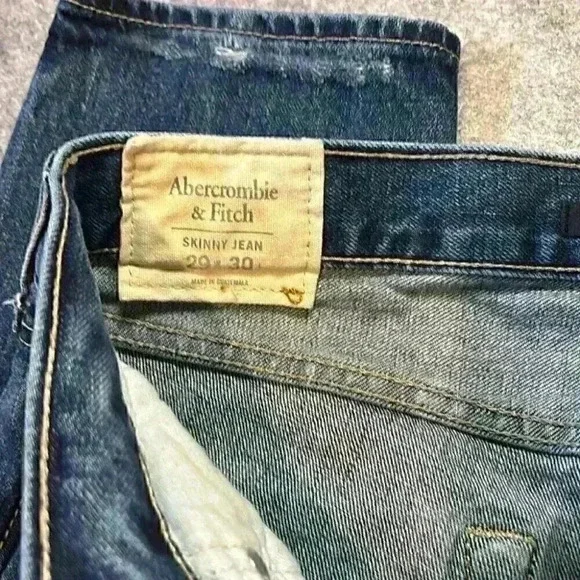 Abercrombie
& Fitch
SKINNY JEAN
29 x 30
MADE IN GUATEMALA